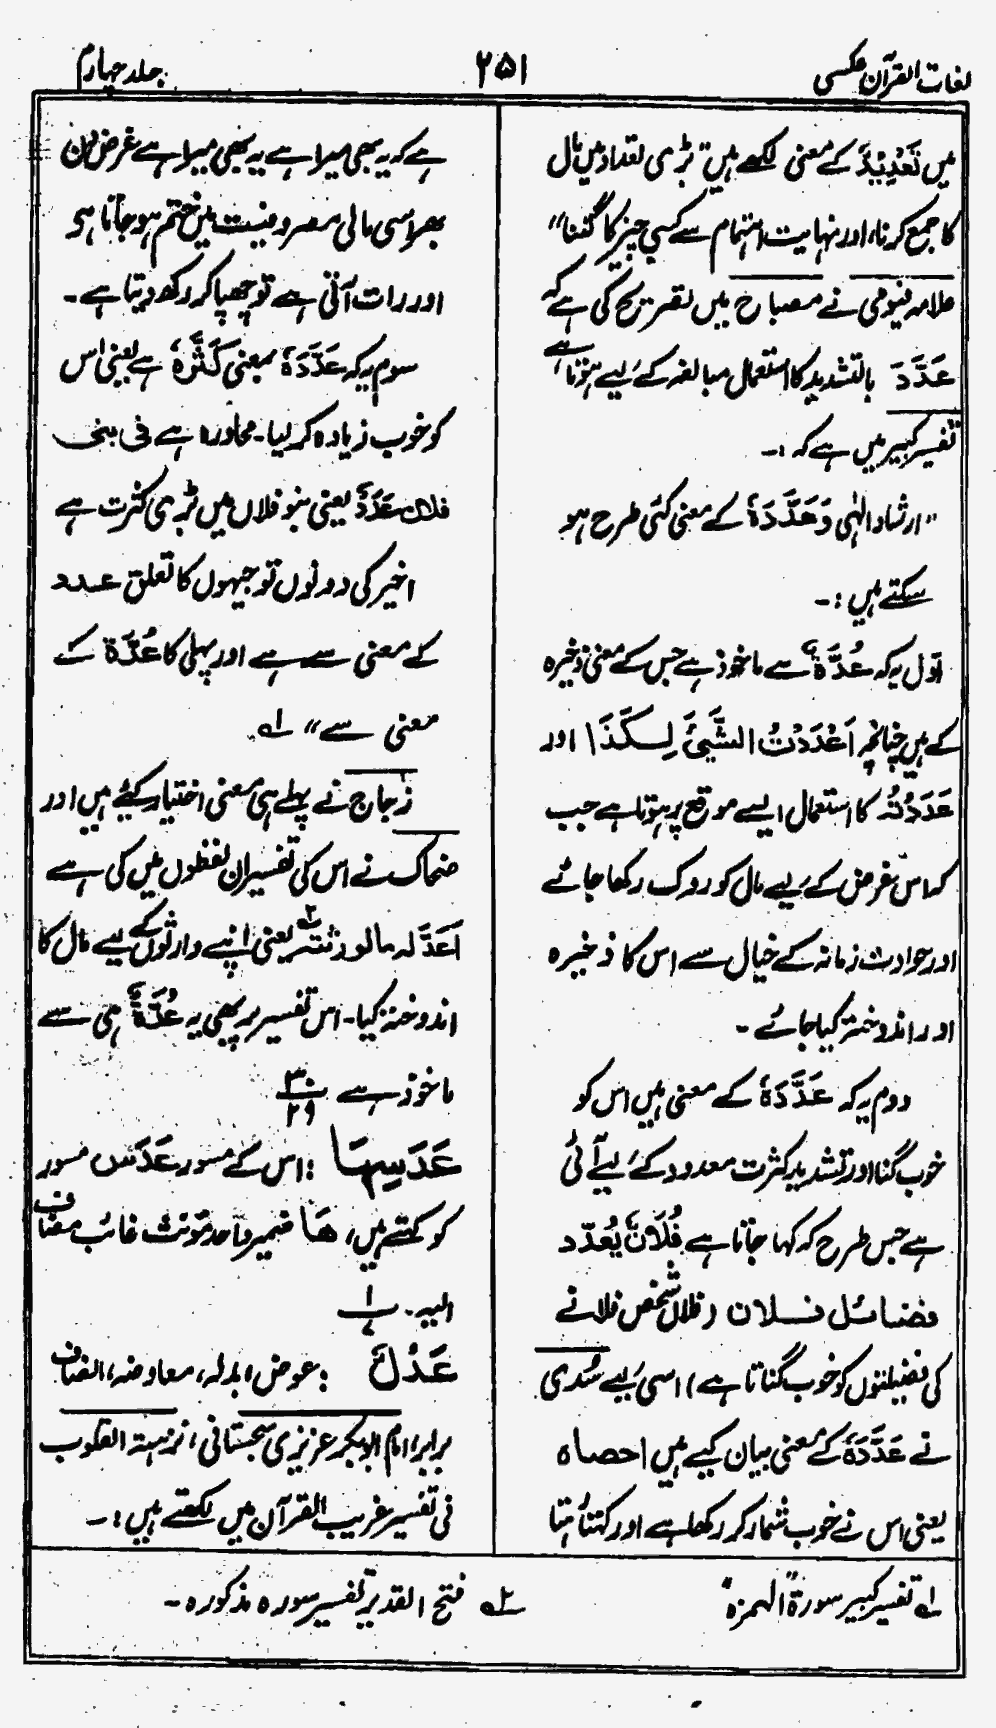 لغات القرآن عکسی
۲۵۱
جلد چہارم
میں تَعْدِیْدَ کے معنی لکھے ہیں ”بڑی تعداد میں مال
کا جمع کرنا، اور نہایت اہتمام سے کسی چیز کا گننا“
علامہ فیومی نے مصباح میں تصریح کی ہے کہ
عَدَّدَ بالتشدید کا استعمال مبالغہ کے لیے ہوتا ہے
تفسیر کبیر میں ہے کہ :۔
”ارشاد الٰہی وَعَدَّدَہٗ کے معنی کئی طرح ہو
سکتے ہیں :۔
اوّل یہ کہ عُدَّۃٌ سے ماخوذ ہے جس کے معنی ذخیرہ
کے ہیں چنانچہ اَعْدَدْتُ الشَّیْئَ لِکَذَا اور
عَدَدْتُہ کا استعمال ایسے موقع پر ہوتا ہے جب
کہ اس غرض کے لیے مال کو روک رکھا جائے
اور حوادث زمانہ کے خیال سے اس کا ذخیرہ
اور اندوختہ کیا جائے ۔
دوم یہ کہ عَدَّدَہٗ کے معنی ہیں اس کو
خوب گنا اور تشدید کثرت معدود کے لیے آئی
ہے جس طرح کہ کہا جاتا ہے فُلَانٌ یُعَدِّد
فضائل فلان (فلاں شخص فلانے
کی فضیلتوں کو خوب گناتا ہے) اسی لیے سُدی
نے عَدَّدَہٗ کے معنی بیان کیے ہیں احصاہ
یعنی اس نے خوب شمار کر رکھا ہے اور کہتا تھا
ہے کہ یہ بھی میرا ہے یہ بھی میرا ہے غرض دن
بھر اسی مالی مصروفیت میں ختم ہو جاتا ہو
اور رات آتی ہے تو چھپا کر رکھ دیتا ہے ۔
سوم یہ کہ عَدَّدَہٗ بمعنی کَثَّرَہٗ ہے یعنی اس
کو خوب زیادہ کر لیا۔ محاورہ ہے فی بنی
فلان عَدَدٌ یعنی بنو فلاں میں بڑی کثرت ہے
اخیر کی دونوں توجیہوں کا تعلق عدد
کے معنی سے ہے اور پہلی کا عُدَّۃ کے
معنی سے“ ۱ھ
زجاج نے پہلے ہی معنی اختیار کیے ہیں اور
ضحاک نے اس کی تفسیر ان لفظوں میں کی ہے
اَعَدَّ لہ مالورثتہ ۲ یعنی اپنے وارثوں کے لیے مال کا
اندوختہ کیا۔ اس تفسیر پر بھی یہ عُدَّۃٌ ہی سے
ماخوذ ہے ۳۰/۲۹
عَدَسِہَا : اس کے مسور عَدَس مسور
کو کہتے ہیں، ھَا ضمیر واحد مؤنث غائب مضاف
الیہ ۔ ۱/۷
عَدْلٌ : عوض، بدلہ، معاوضہ، انصاف
برابر، امام ابوبکر عزیزی سجستانی، نزہۃ القلوب
فی تفسیر غریب القرآن میں لکھتے ہیں :۔
۱ھ تفسیر کبیر سورۃ ”الہمزہ“
۲ھ فتح القدیر تفسیر سورہ مذکورہ ۔